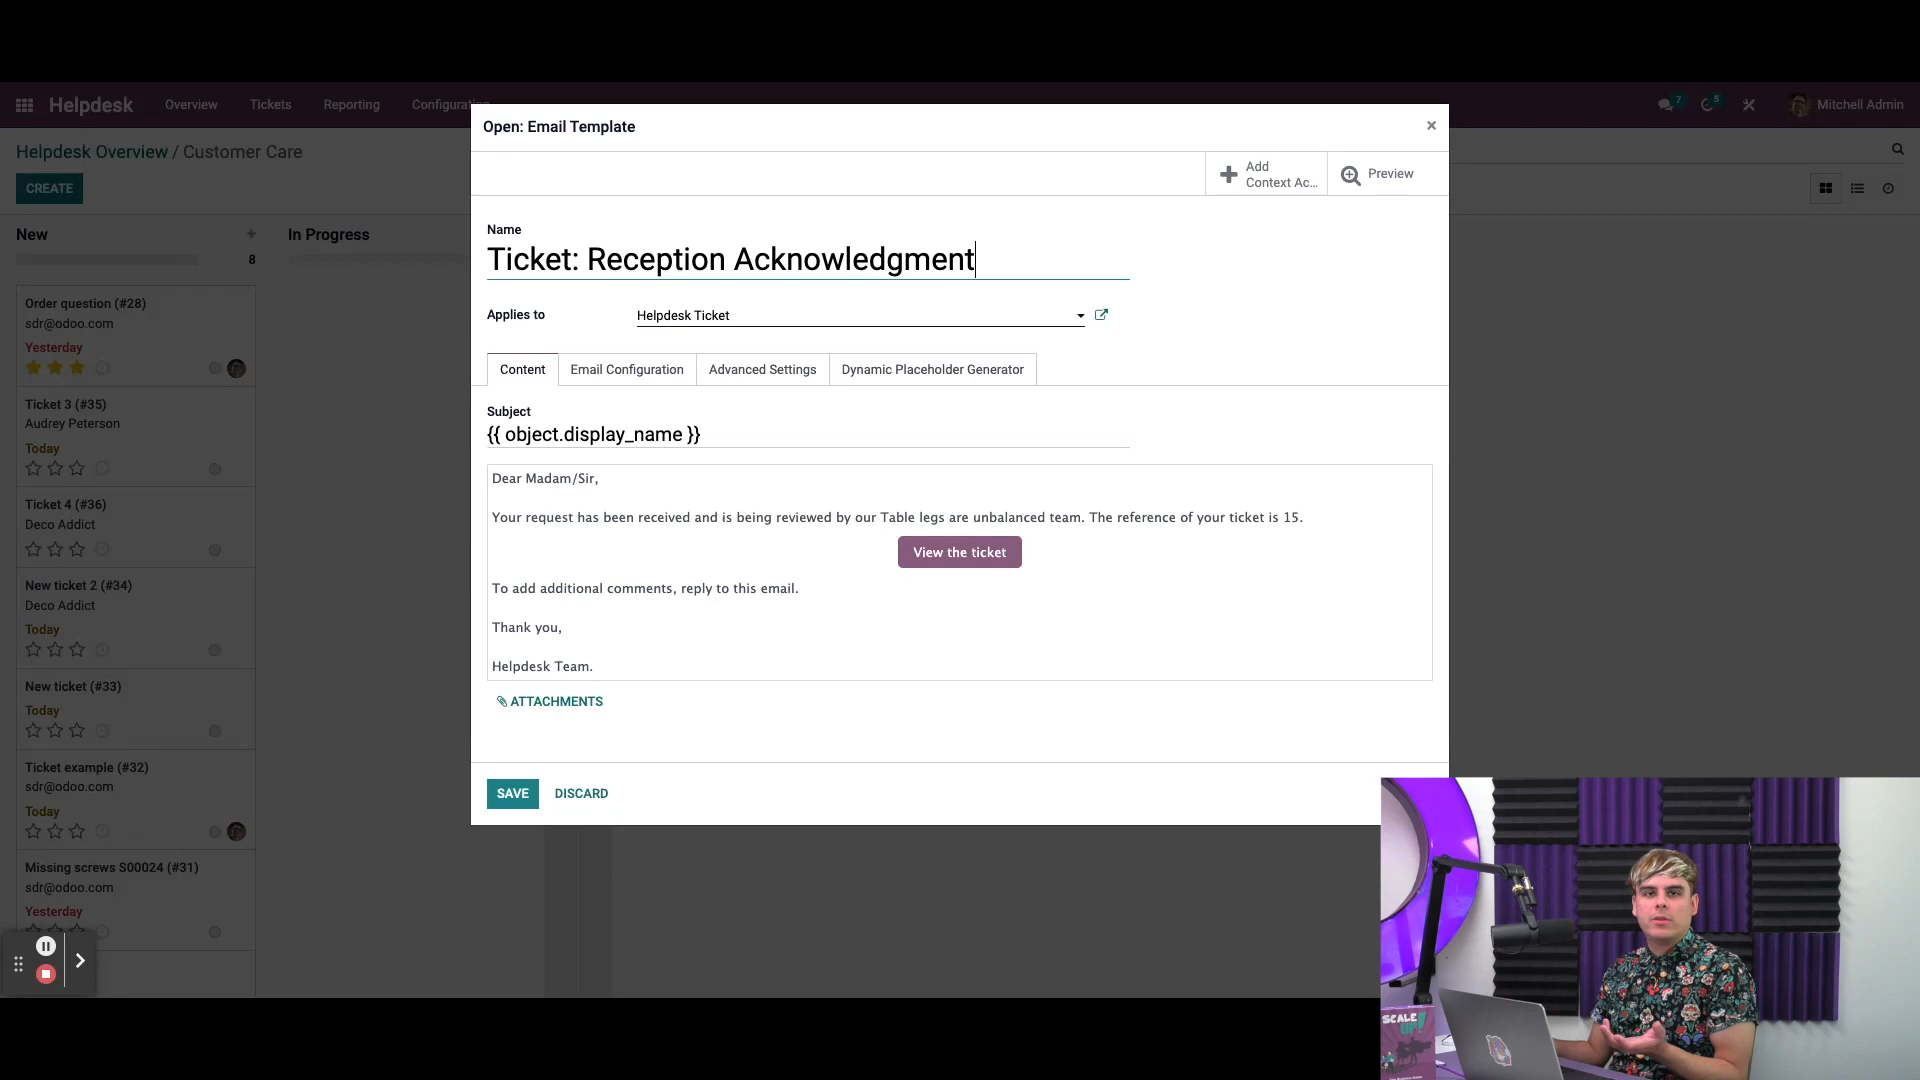 Helpdesk
Overview
Tickets
Reporting
7
5
Mitchell Admin
Helpdesk Overview / Customer Care
CREATE
New
8
In Progress
Order question (#28)
sdr@odoo.com
Yesterday
Ticket 3 (#35)
Audrey Peterson
Today
Ticket 4 (#36)
Deco Addict
New ticket 2 (#34)
Deco Addict
Today
New ticket (#33)
Today
Ticket example (#32)
sdr@odoo.com
Today
Missing screws S00024 (#31)
sdr@odoo.com
Yesterday
Open: Email Template
×
Add
Context Ac...
Preview
Name
Ticket: Reception Acknowledgment
Applies to
Helpdesk Ticket
Content
Email Configuration
Advanced Settings
Dynamic Placeholder Generator
Subject
{{ object.display_name }}
Dear Madam/Sir,
Your request has been received and is being reviewed by our Table legs are unbalanced team. The reference of your ticket is 15.
View the ticket
To add additional comments, reply to this email.
Thank you,
Helpdesk Team.
ATTACHMENTS
SAVE
DISCARD
SCALE
UP!